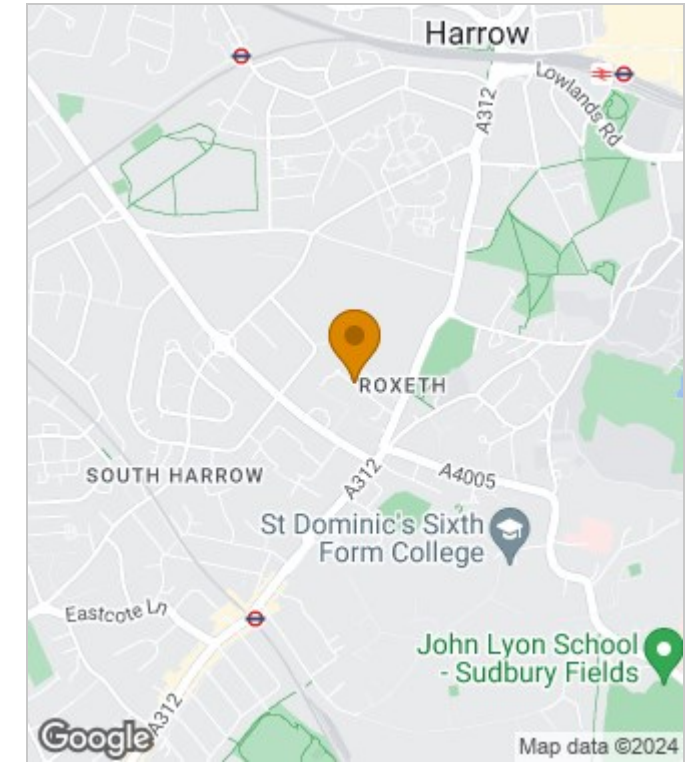 Harrow
Lowlands Rd
A312
ROXETH
SOUTH HARROW
A312
A4005
St Dominic's Sixth
Form College
Eastcote Ln
John Lyon School
- Sudbury Fields
A312
Google
Map data ©2024